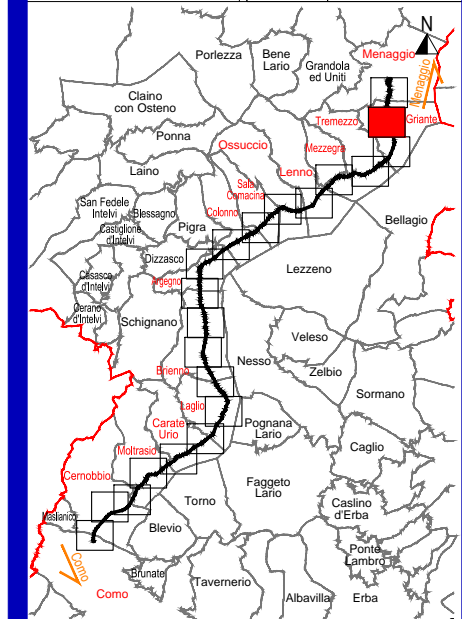 N
Menaggio
Porlezza
Bene
Lario
Grandola
ed Uniti
Menaggio
Claino
con Osteno
Tremezzo
Griante
Ponna
Ossuccio
Mezzegra
Laino
Lenno
Sala
Comacina
San Fedele
Intelvi
Blessagno
Colonno
Castiglione
d'Intelvi
Pigra
Bellagio
Dizzasco
Casasco
d'Intelvi
Argegno
Lezzeno
Cerano
d'Intelvi
Schignano
Veleso
Nesso
Zelbio
Brienno
Sormano
Laglio
Carate
Urio
Pognana
Lario
Caglio
Moltrasio
Cernobbio
Faggeto
Lario
Torno
Caslino
d'Erba
Maslianico
Blevio
Ponte
Lambro
Como
Brunate
Tavernerio
Como
Albavilla
Erba